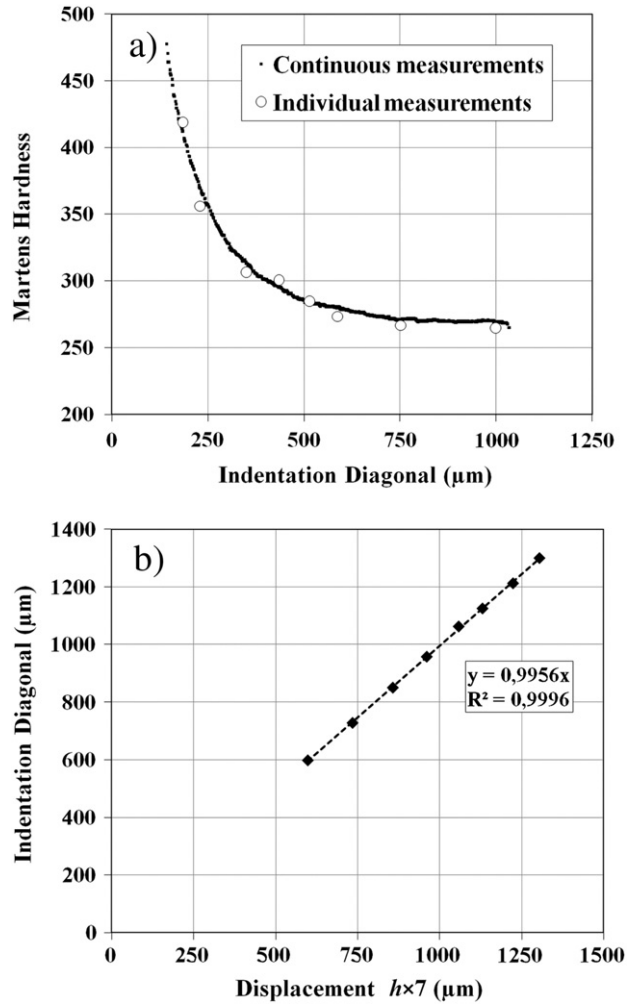 a)
Continuous measurements
Individual measurements
500
450
400
350
300
250
200
Martens Hardness
0 250 500 750 1000 1250
Indentation Diagonal (µm)
b)
1400
1200
1000
800
600
400
200
0
Indentation Diagonal (µm)
y = 0,9956x
R² = 0,9996
0 250 500 750 1000 1250 1500
Displacement h×7 (µm)